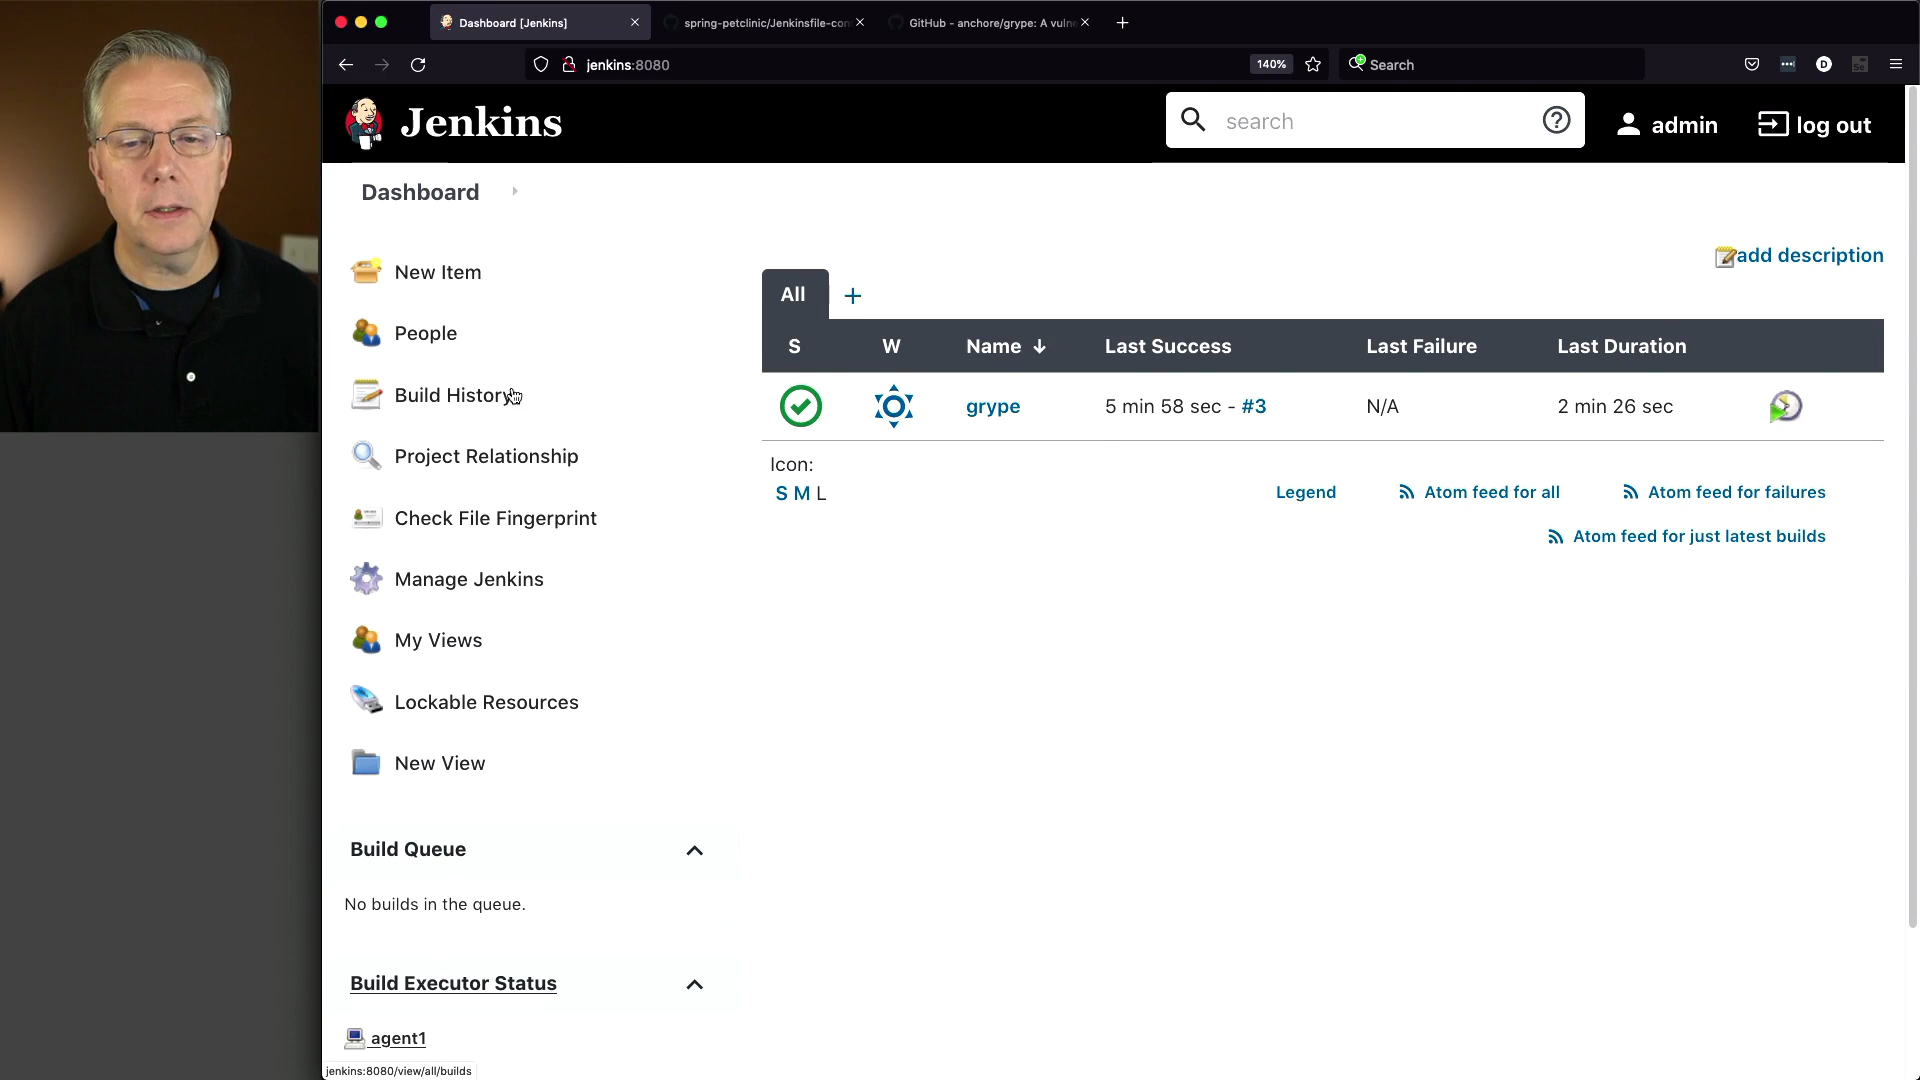 Dashboard [Jenkins]
spring-petclinic/Jenkinsfile-con
GitHub - anchore/grype: A vulne
jenkins:8080
140%
Search
Jenkins
search
admin
log out
Dashboard
add description
New Item
People
Build History
Project Relationship
Check File Fingerprint
Manage Jenkins
My Views
Lockable Resources
New View
All
+
S W Name ↓ Last Success Last Failure Last Duration
grype 5 min 58 sec - #3 N/A 2 min 26 sec
Icon:
S M L
Legend Atom feed for all Atom feed for failures
Atom feed for just latest builds
Build Queue
No builds in the queue.
Build Executor Status
agent1
jenkins:8080/view/all/builds